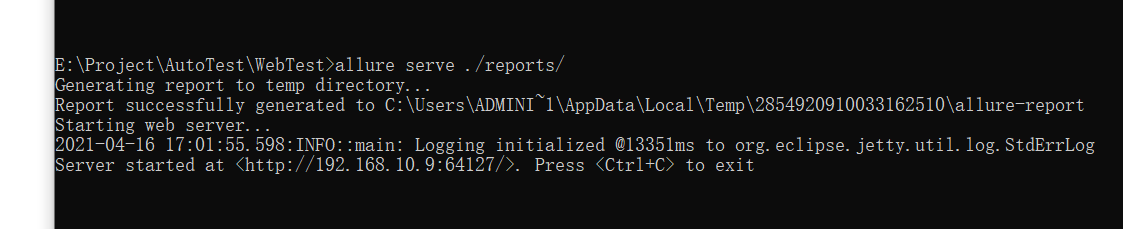 E:\Project\AutoTest\WebTest>allure serve ./reports/
Generating report to temp directory...
Report successfully generated to C:\Users\ADMINI~1\AppData\Local\Temp\2854920910033162510\allure-report
Starting web server...
2021-04-16 17:01:55.598:INFO::main: Logging initialized @13351ms to org.eclipse.jetty.util.log.StdErrLog
Server started at <http://192.168.10.9:64127/>. Press <Ctrl+C> to exit